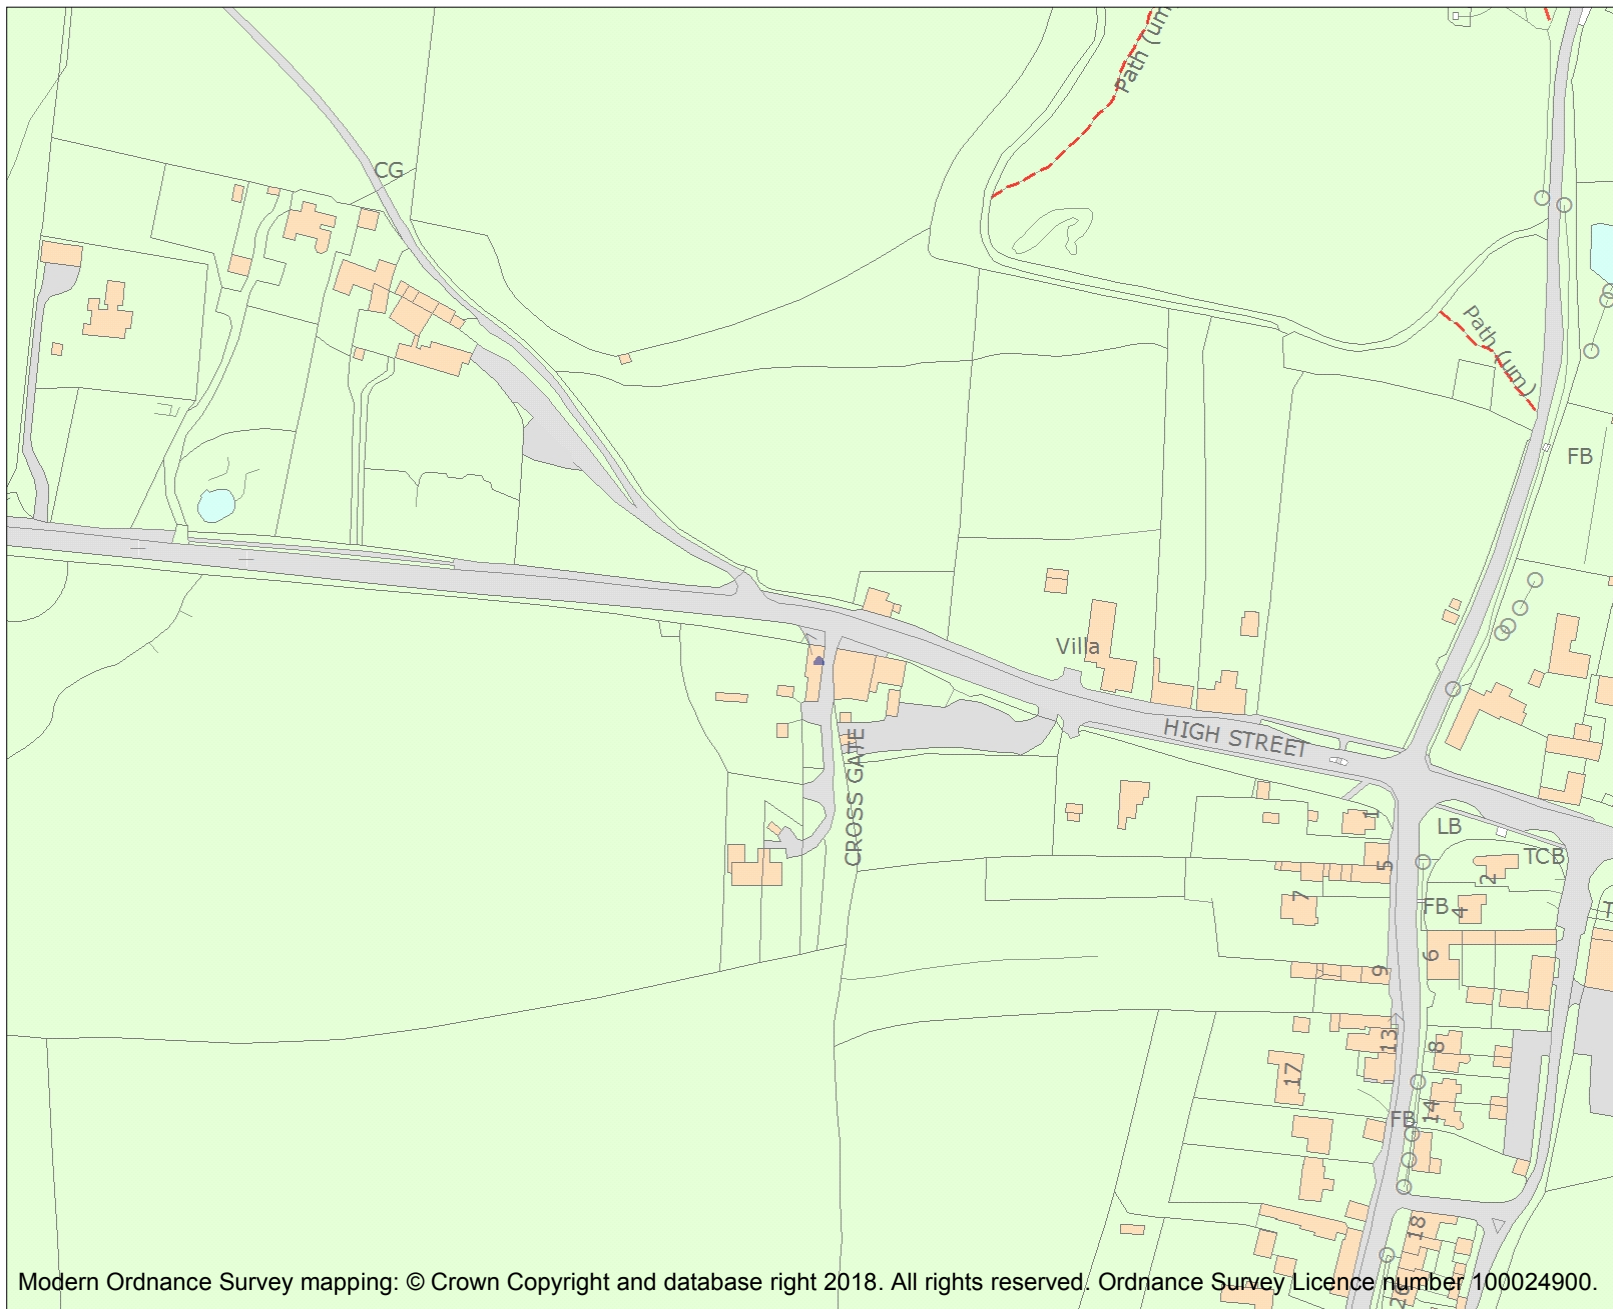 Path (um)
CG
Path (um)
FB
Villa
HIGH STREET
CROSS GATE
1
LB
TCB
5
2
7
FB
4
6
9
13
8
17
14
FB
18
Modern Ordnance Survey mapping: © Crown Copyright and database right 2018. All rights reserved. Ordnance Survey Licence number 100024900.